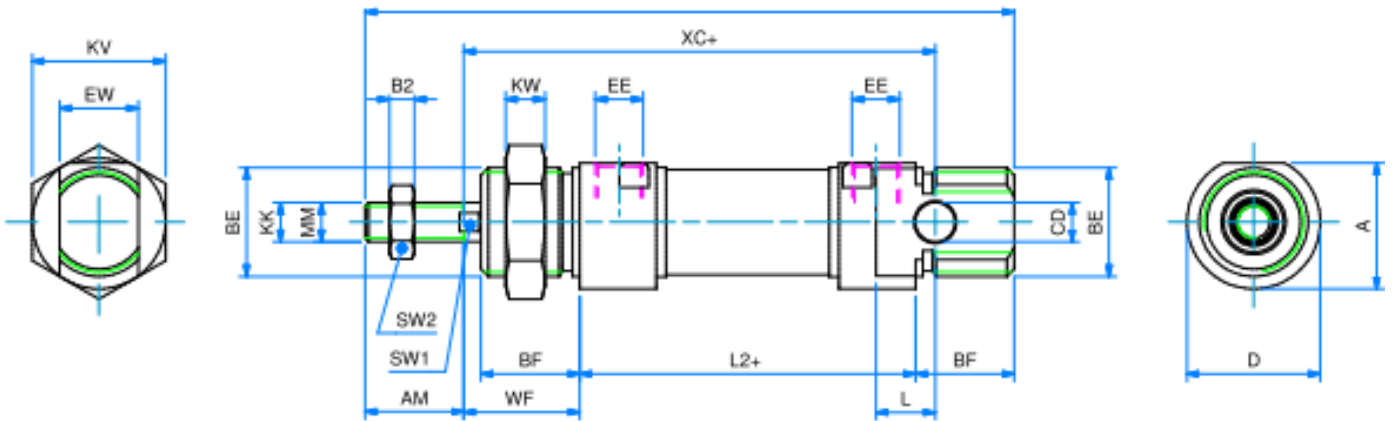 XC+
KV
B2
KW
EE
EE
EW
BE
KK
MM
CD
BE
A
SW2
SW1
BF
L2+
BF
D
AM
WF
L